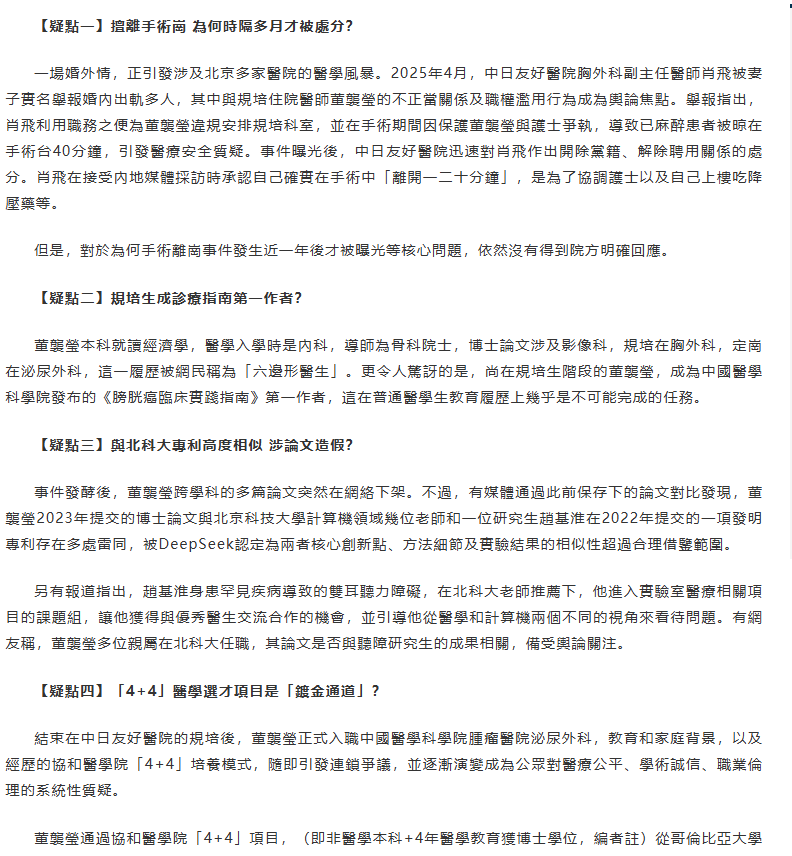 【疑點一】擅離手術崗 為何時隔多月才被處分?
一場婚外情，正引發涉及北京多家醫院的醫學風暴。2025年4月，中日友好醫院胸外科副主任醫師肖飛被妻
子實名舉報婚內出軌多人，其中與規培住院醫師董襲瑩的不正當關係及職權濫用行為成為輿論焦點。舉報指出，
肖飛利用職務之便為董襲瑩違規安排規培科室，並在手術期間因保護董襲瑩與護士爭執，導致已麻醉患者被晾在
手術台40分鐘，引發醫療安全質疑。事件曝光後，中日友好醫院迅速對肖飛作出開除黨籍、解除聘用關係的處
分。肖飛在接受內地媒體採訪時承認自己確實在手術中「離開一二十分鐘」，是為了協調護士以及自己上樓吃降
壓藥等。
但是，對於為何手術離崗事件發生近一年後才被曝光等核心問題，依然沒有得到院方明確回應。
【疑點二】規培生成診療指南第一作者?
董襲瑩本科就讀經濟學，醫學入學時是內科，導師為骨科院士，博士論文涉及影像科，規培在胸外科，定崗
在泌尿外科，這一履歷被網民稱為「六邊形醫生」。更令人驚訝的是，尚在規培生階段的董襲瑩，成為中國醫學
科學院發布的《膀胱癌臨床實踐指南》第一作者，這在普通醫學生教育履歷上幾乎是不可能完成的任務。
【疑點三】與北科大專利高度相似 涉論文造假?
事件發酵後，董襲瑩跨學科的多篇論文突然在網絡下架。不過，有媒體通過此前保存下的論文對比發現，董
襲瑩2023年提交的博士論文與北京科技大學計算機領域幾位老師和一位研究生趙基淮在2022年提交的一項發明
專利存在多處雷同，被DeepSeek認定為兩者核心創新點、方法細節及實驗結果的相似性超過合理借鑒範圍。
另有報道指出，趙基淮身患罕見疾病導致的雙耳聽力障礙，在北科大老師推薦下，他進入實驗室醫療相關項
目的課題組，讓他獲得與優秀醫生交流合作的機會，並引導他從醫學和計算機兩個不同的視角來看待問題。有網
友稱，董襲瑩多位親屬在北科大任職，其論文是否與聽障研究生的成果相關，備受輿論關注。
【疑點四】「4+4」醫學選才項目是「鍍金通道」?
結束在中日友好醫院的規培後，董襲瑩正式入職中國醫學科學院腫瘤醫院泌尿外科，教育和家庭背景，以及
經歷的協和醫學院「4+4」培養模式，隨即引發連鎖爭議，並逐漸演變成為公眾對醫療公平、學術誠信、職業倫
理的系統性質疑。
董襲瑩通過協和醫學院「4+4」項目，（即非醫學本科+4年醫學教育獲博士學位，編者註）從哥倫比亞大學